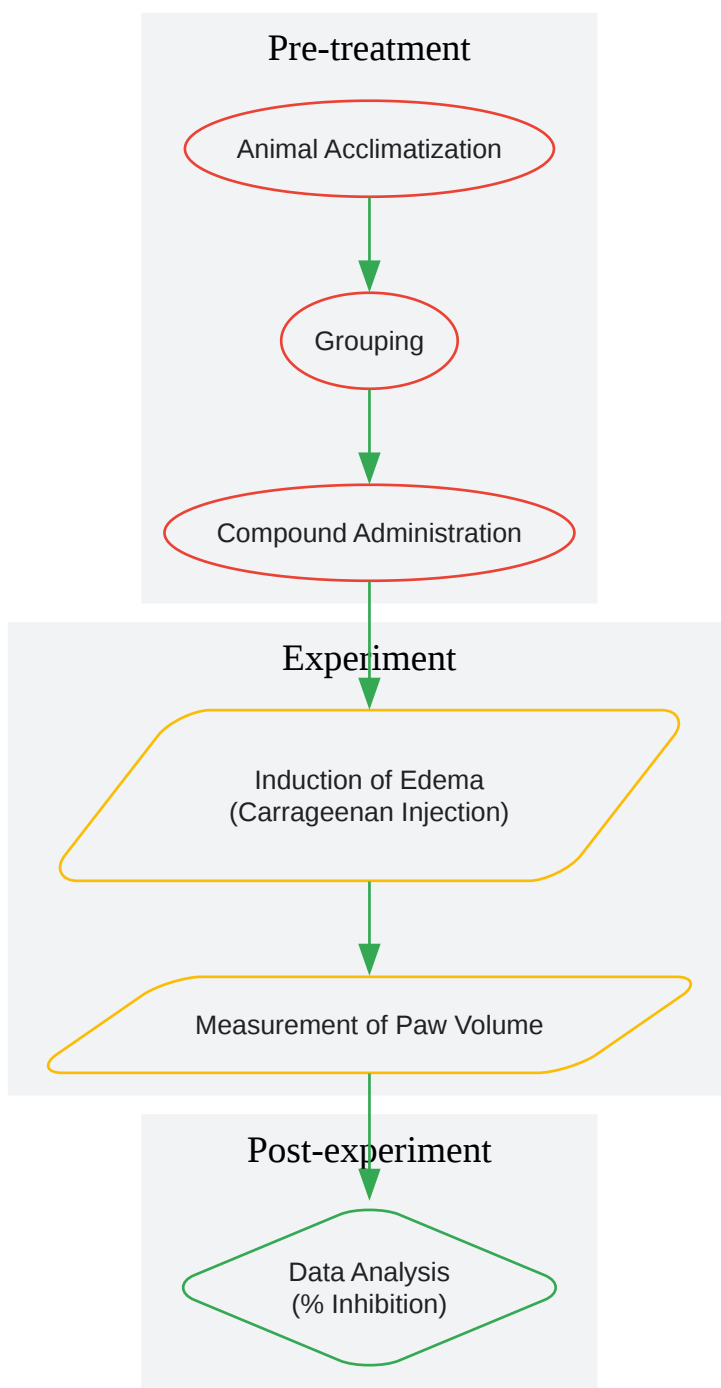 Pre-treatment
Animal Acclimatization
Grouping
Compound Administration
Experiment
Induction of Edema
(Carrageenan Injection)
Measurement of Paw Volume
Post-experiment
Data Analysis
(% Inhibition)